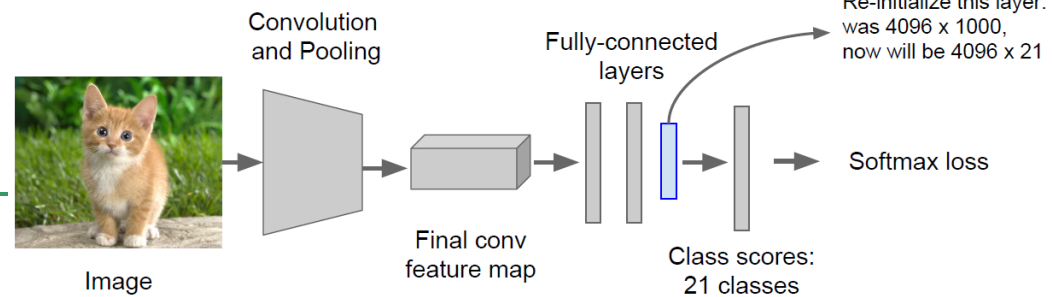 Convolution
and Pooling
Fully-connected
layers
Re-initialize this layer:
was 4096 x 1000,
now will be 4096 x 21
Softmax loss
Final conv
feature map
Class scores:
21 classes
Image